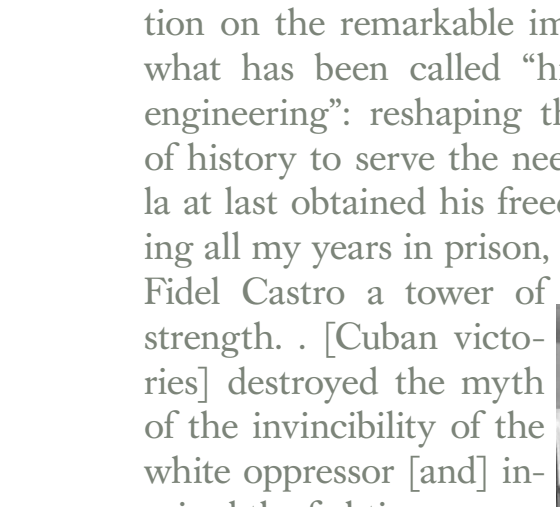 tion on the remarkable im
what has been called “hi
engineering”: reshaping th
of history to serve the nee
la at last obtained his free
ing all my years in prison,
Fidel Castro a tower of
strength. . [Cuban victo-
ries] destroyed the myth
of the invincibility of the
white oppressor [and] in-